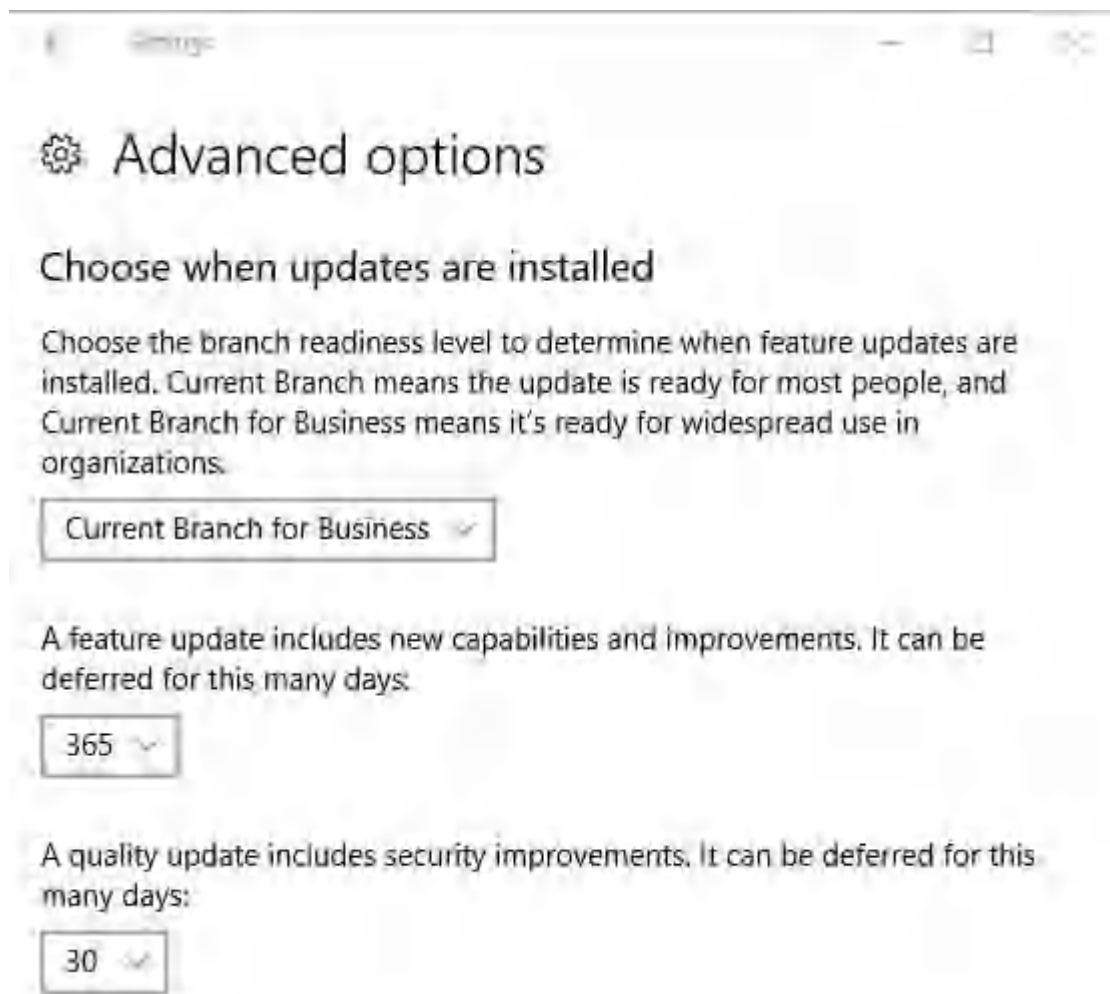 Settings
Advanced options
Choose when updates are installed
Choose the branch readiness level to determine when feature updates are
installed. Current Branch means the update is ready for most people, and
Current Branch for Business means it's ready for widespread use in
organizations.
Current Branch for Business
A feature update includes new capabilities and improvements. It can be
deferred for this many days:
365
A quality update includes security improvements. It can be deferred for this
many days:
30